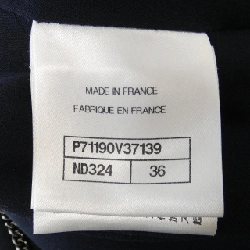 MADE IN FRANCE
FABRIQUE EN FRANCE
P71190V37139
ND324 36